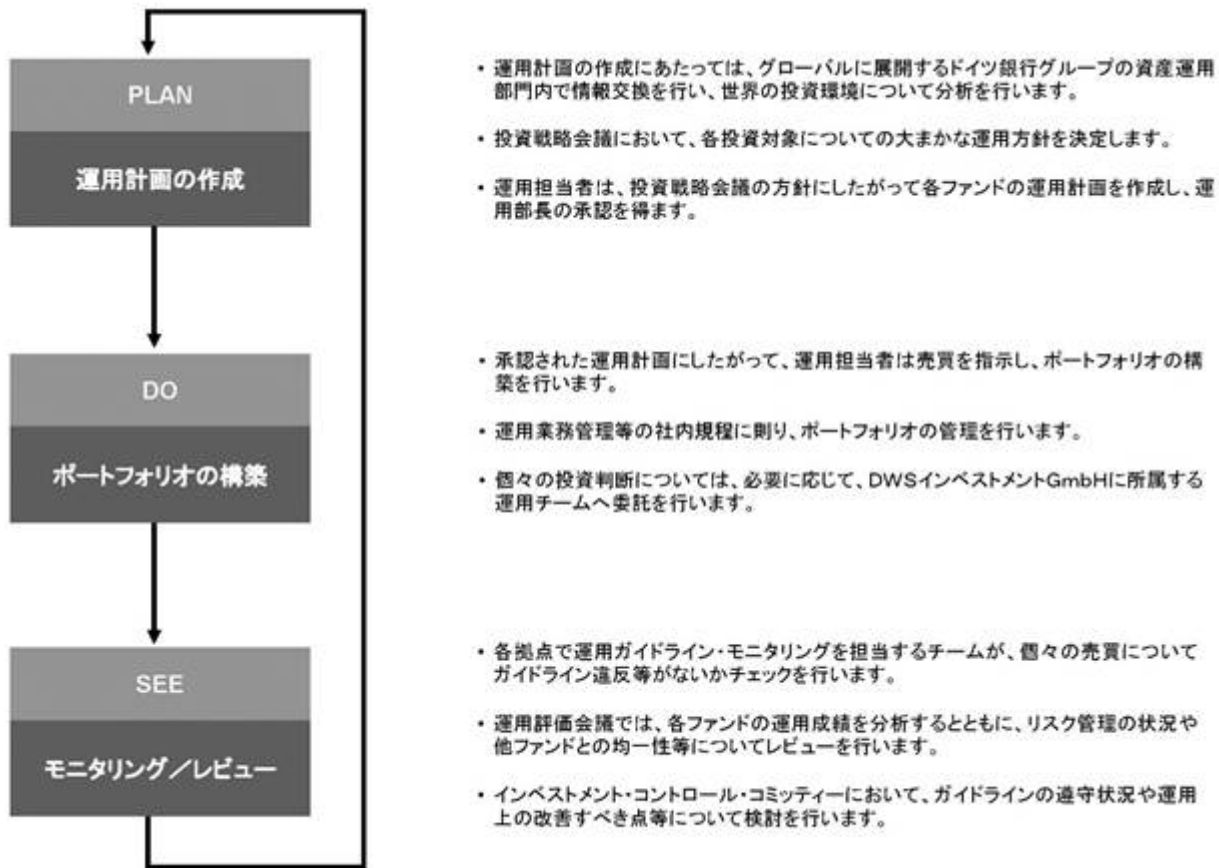 PLAN
運用計画の作成
・運用計画の作成にあたっては、グローバルに展開するドイツ銀行グループの資産運用
部門内で情報交換を行い、世界の投資環境について分析を行います。
・投資戦略会議において、各投資対象についての大まかな運用方針を決定します。
・運用担当者は、投資戦略会議の方針にしたがって各ファンドの運用計画を作成し、運
用部長の承認を得ます。
DO
ポートフォリオの構築
・承認された運用計画にしたがって、運用担当者は売買を指示し、ポートフォリオの構
築を行います。
・運用業務管理等の社内規程に則り、ポートフォリオの管理を行います。
・個々の投資判断については、必要に応じて、DWSインベストメントGmbHに所属する
運用チームへ委託を行います。
SEE
モニタリング／レビュー
・各拠点で運用ガイドライン・モニタリングを担当するチームが、個々の売買について
ガイドライン違反等がないかチェックを行います。
・運用評価会議では、各ファンドの運用成績を分析するとともに、リスク管理の状況や
他ファンドとの均一性等についてレビューを行います。
・インベストメント・コントロール・コミッティーにおいて、ガイドラインの遵守状況や運用
上の改善すべき点等について検討を行います。